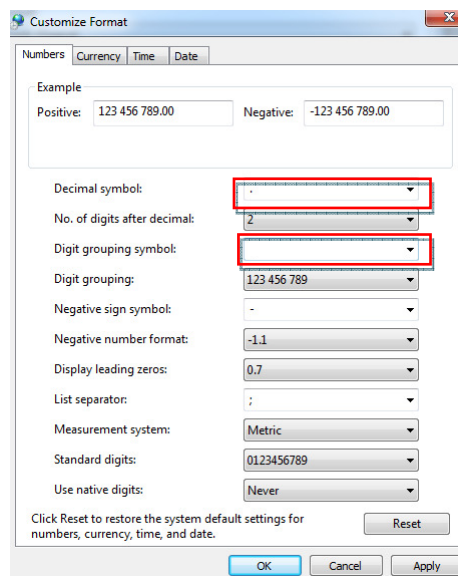 Customize Format
Numbers Currency Time Date
Example
Positive: 123 456 789.00 Negative: -123 456 789.00
Decimal symbol: .
No. of digits after decimal: 2
Digit grouping symbol:
Digit grouping: 123 456 789
Negative sign symbol: -
Negative number format: -1.1
Display leading zeros: 0.7
List separator: ;
Measurement system: Metric
Standard digits: 0123456789
Use native digits: Never
Click Reset to restore the system default settings for
numbers, currency, time, and date.
Reset
OK Cancel Apply